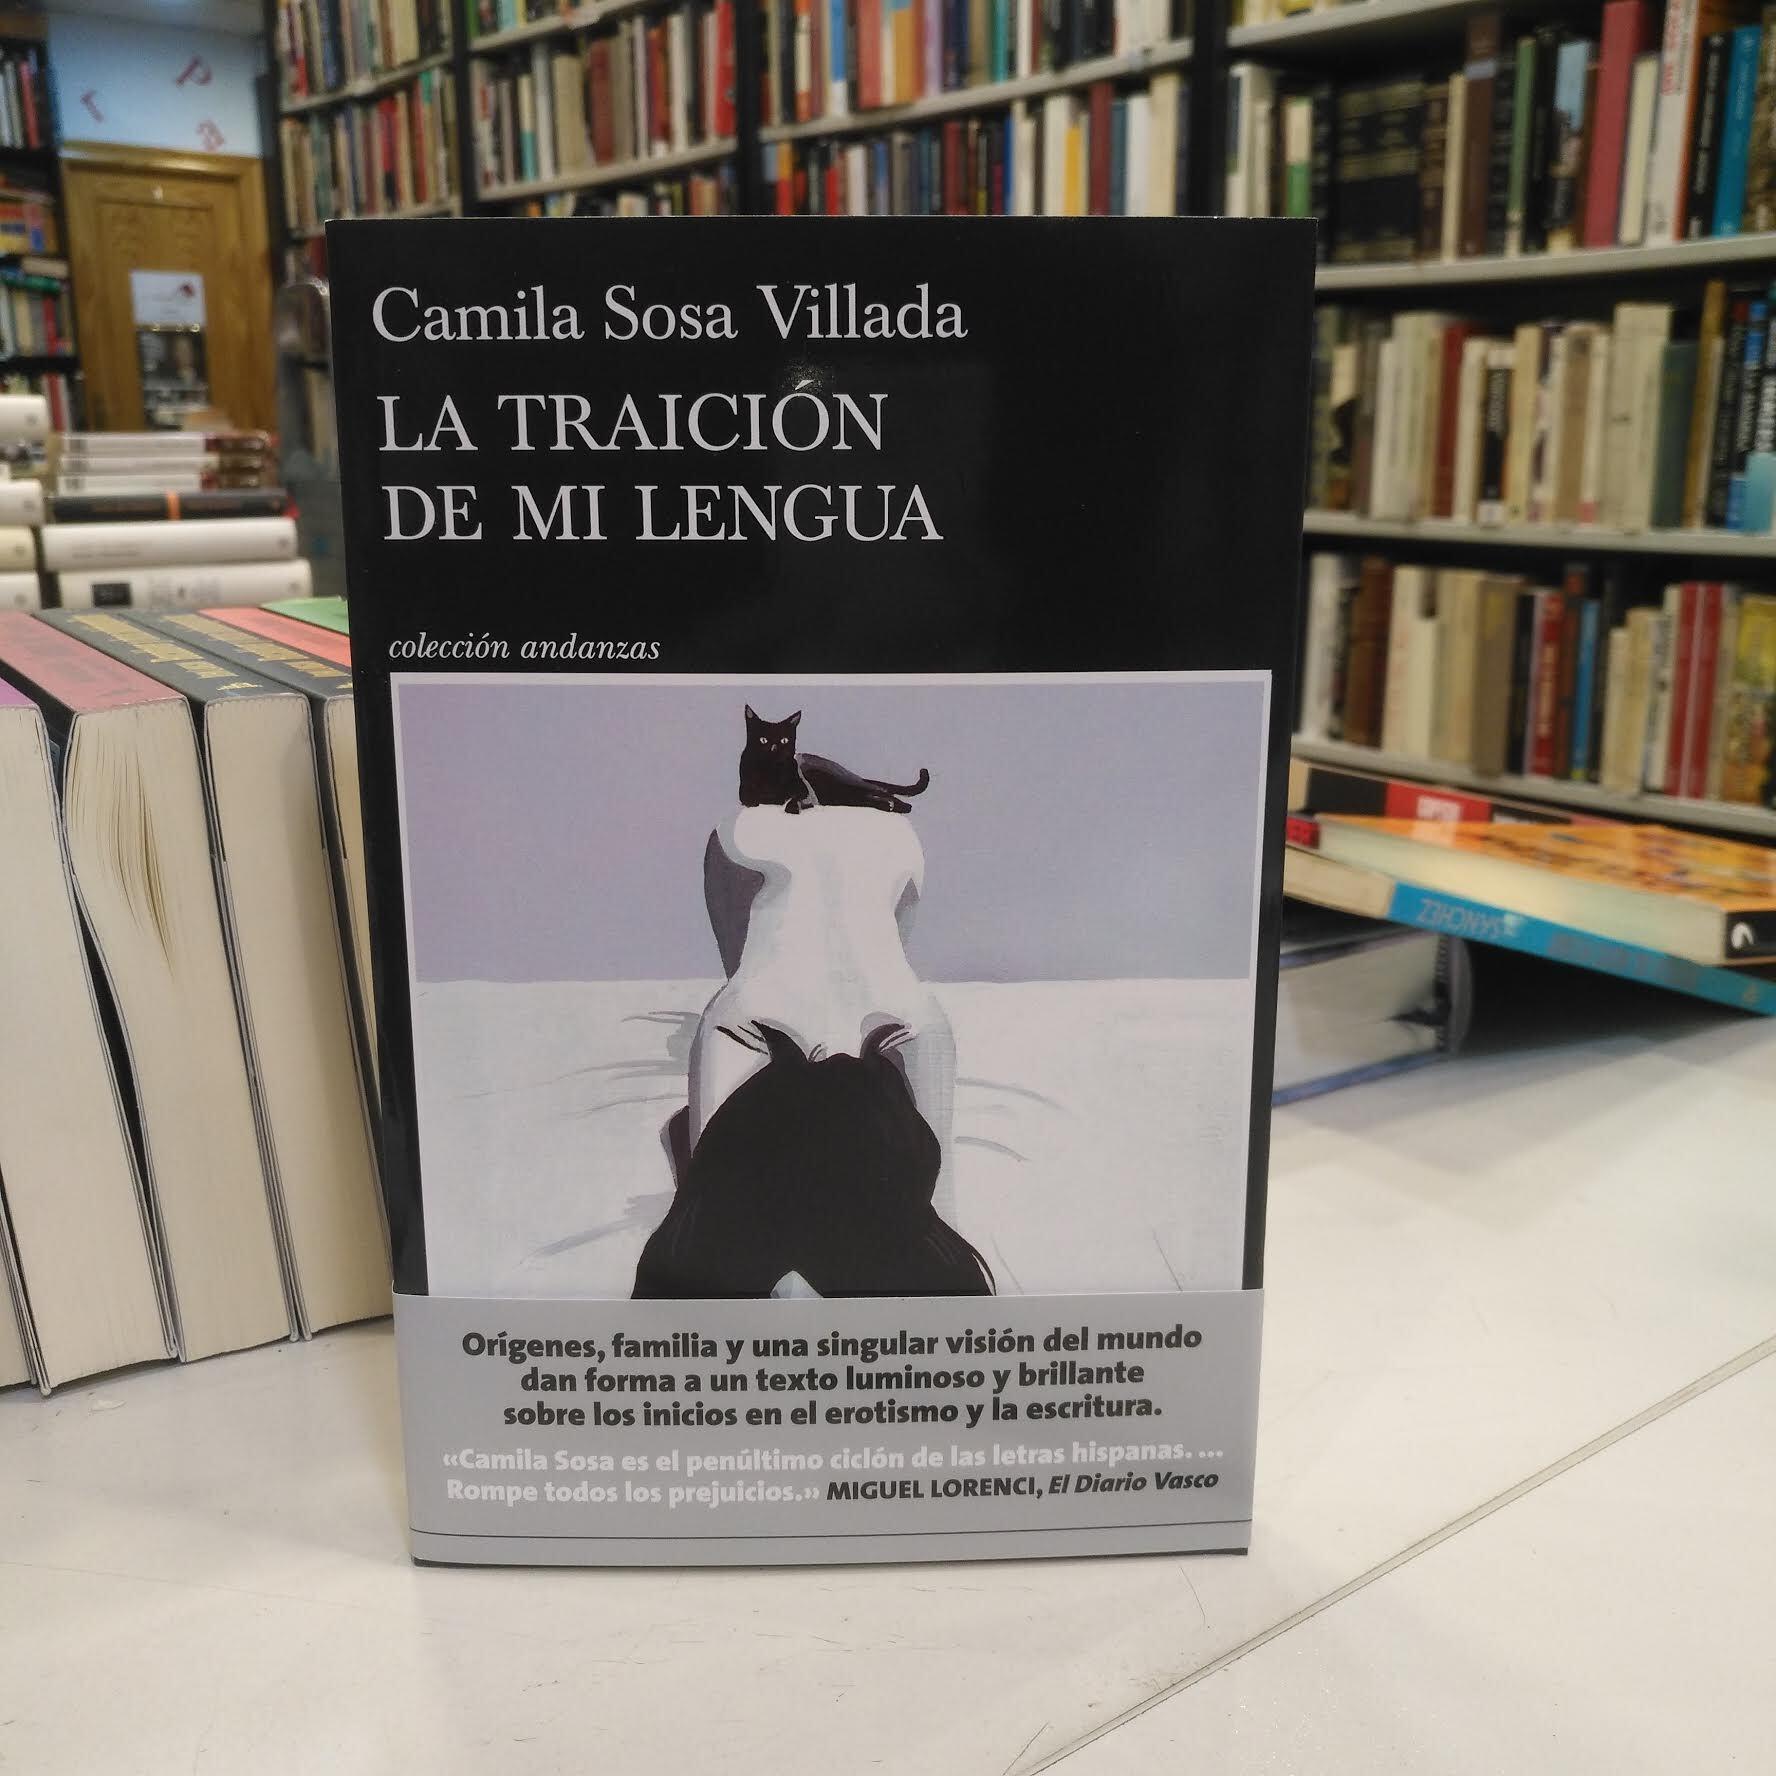 Camila Sosa Villada
LA TRAICIÓN
DE MI LENGUA
colección andanzas
Orígenes, familia y una singular visión del mundo
dan forma a un texto luminoso y brillante
sobre los inicios en el erotismo y la escritura.
«Camila Sosa es el penúltimo ciclón de las letras hispanas. ...
Rompe todos los prejuicios.» MIGUEL LORENCI, El Diario Vasco
SANCHEZ